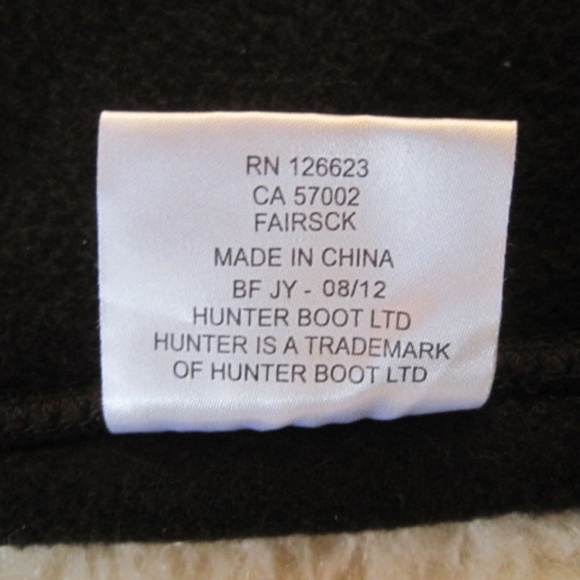 RN 126623
CA 57002
FAIRSCK
MADE IN CHINA
BF JY - 08/12
HUNTER BOOT LTD
HUNTER IS A TRADEMARK
OF HUNTER BOOT LTD